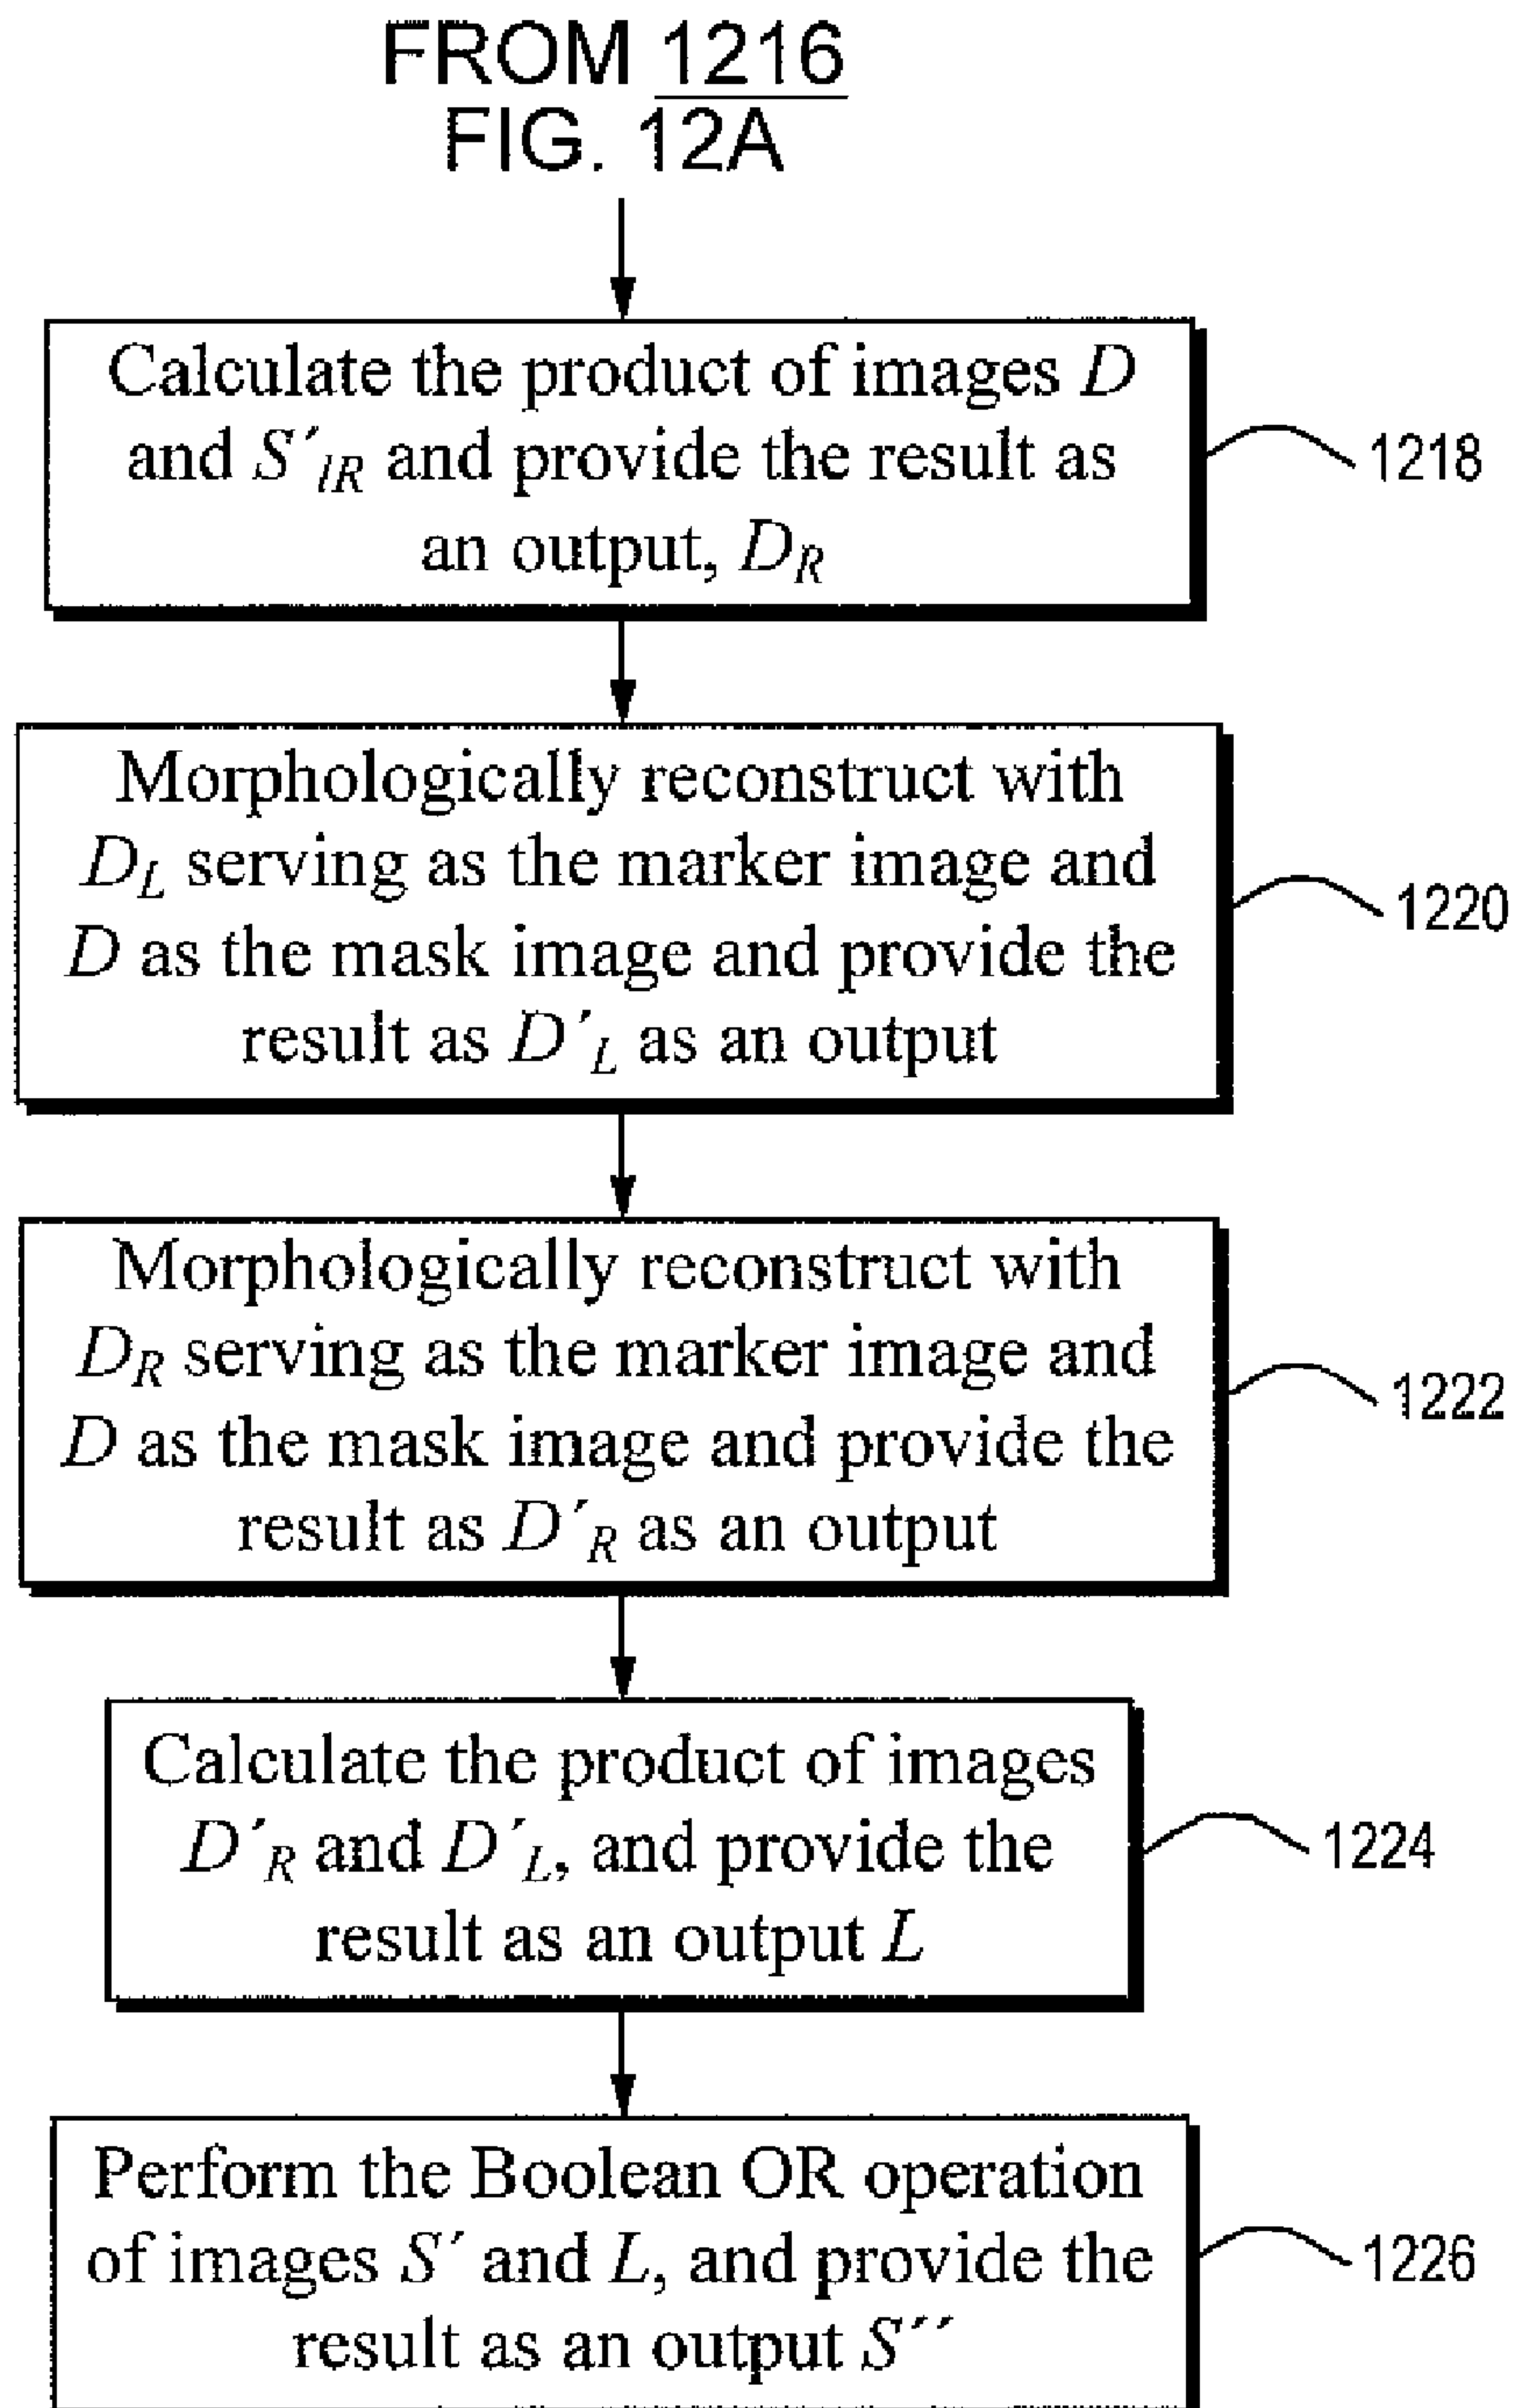 FROM 1216
FIG. 12A
Calculate the product of images D
and S´lR and provide the result as
an output, DR
1218
Morphologically reconstruct with
DL serving as the marker image and
D as the mask image and provide the
result as D´L as an output
1220
Morphologically reconstruct with
DR serving as the marker image and
D as the mask image and provide the
result as D´R as an output
1222
Calculate the product of images
D´R and D´L, and provide the
result as an output L
1224
Perform the Boolean OR operation
of images S´ and L, and provide the
result as an output S´´
1226